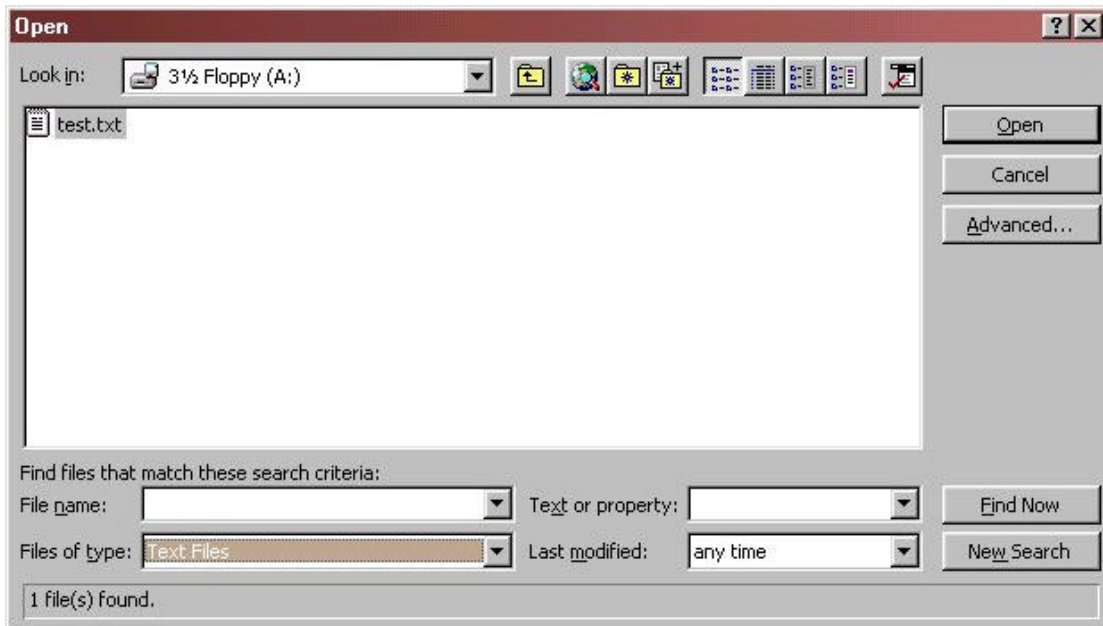 Open
Look in: 3½ Floppy (A:)
test.txt
Open
Cancel
Advanced...
Find files that match these search criteria:
File name: Text or property: Find Now
Files of type: Text Files Last modified: any time New Search
1 file(s) found.